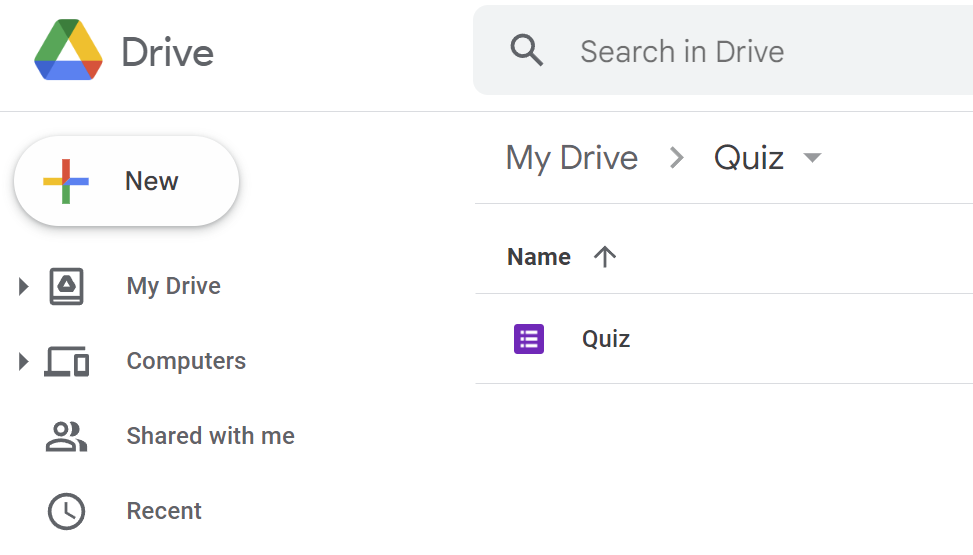 Drive
Search in Drive
New
My Drive
Computers
Shared with me
Recent
My Drive > Quiz
Name
Quiz